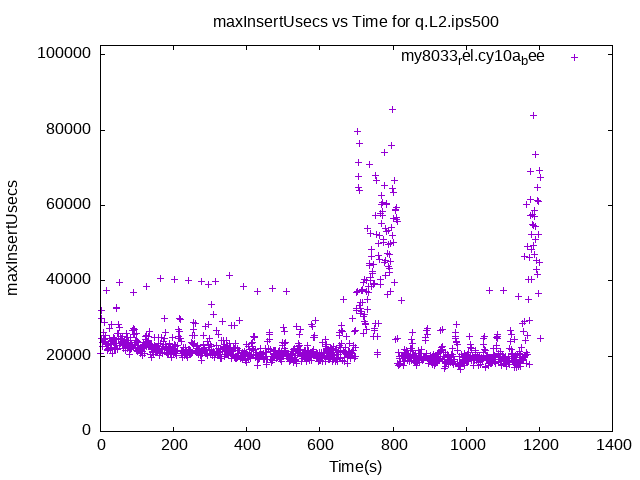 maxInsertUsecs vs Time for q.L2.ips500
my8033rel.cy10abee
100000
80000
60000
40000
20000
0
maxInsertUsecs
0 200 400 600 800 1000 1200 1400
Time(s)